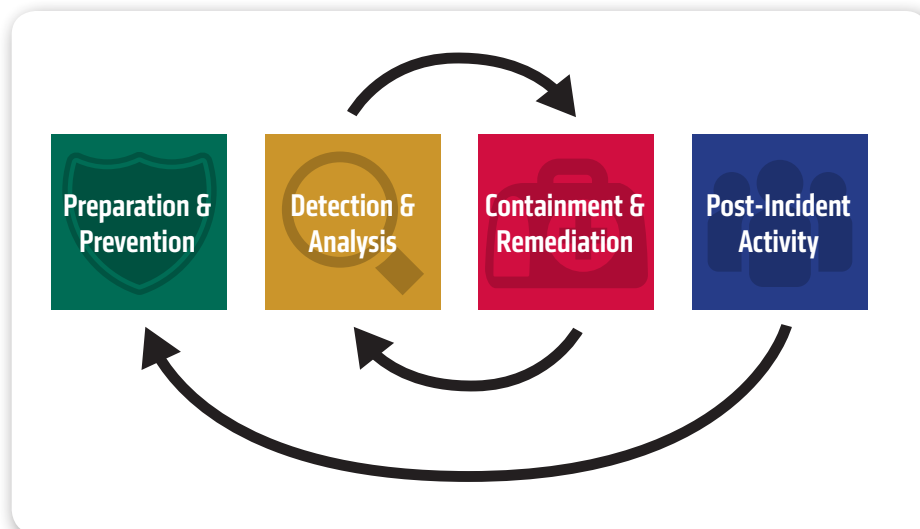 Preparation &
Prevention
Detection &
Analysis
Containment &
Remediation
Post-Incident
Activity